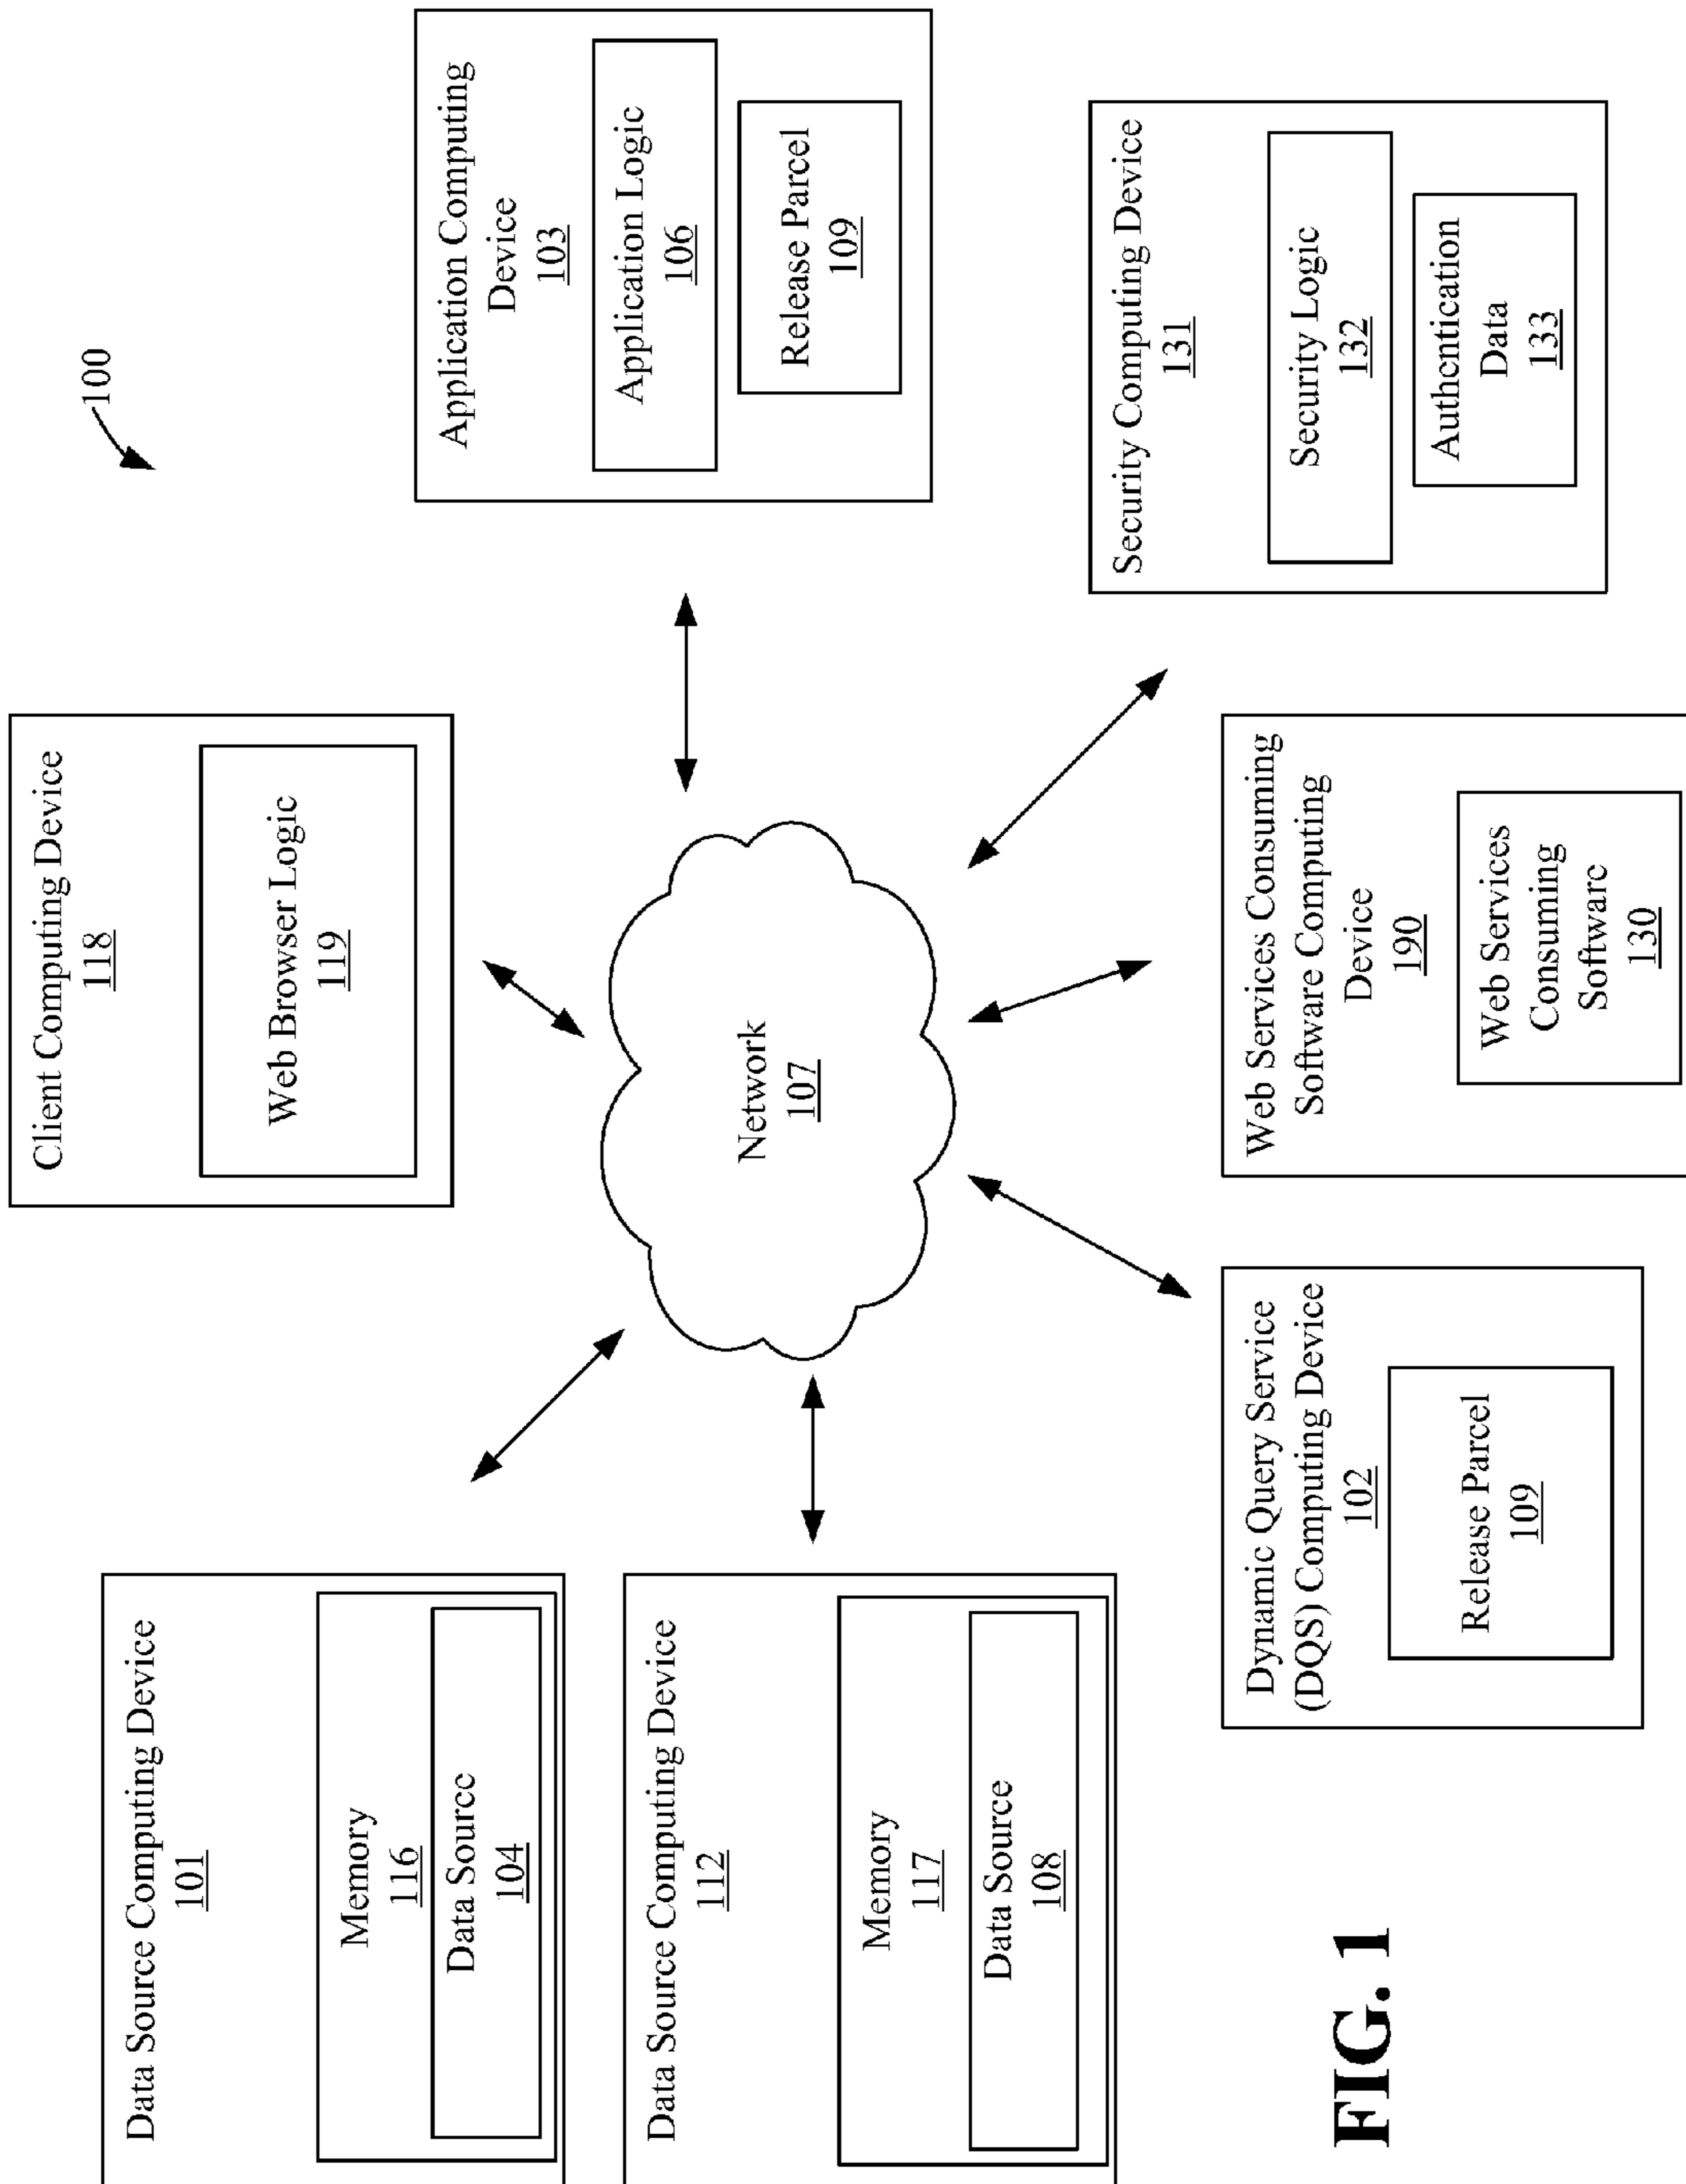 100
Data Source Computing Device
101
Memory
116
Data Source
104
Client Computing Device
118
Web Browser Logic
119
Application Computing
Device
103
Application Logic
106
Release Parcel
109
Data Source Computing Device
112
Memory
117
Data Source
108
Network
107
Dynamic Query Service
(DQS) Computing Device
102
Release Parcel
109
Web Services Consuming
Software Computing
Device
190
Web Services
Consuming
Software
130
Security Computing Device
131
Security Logic
132
Authentication
Data
133
FIG. 1